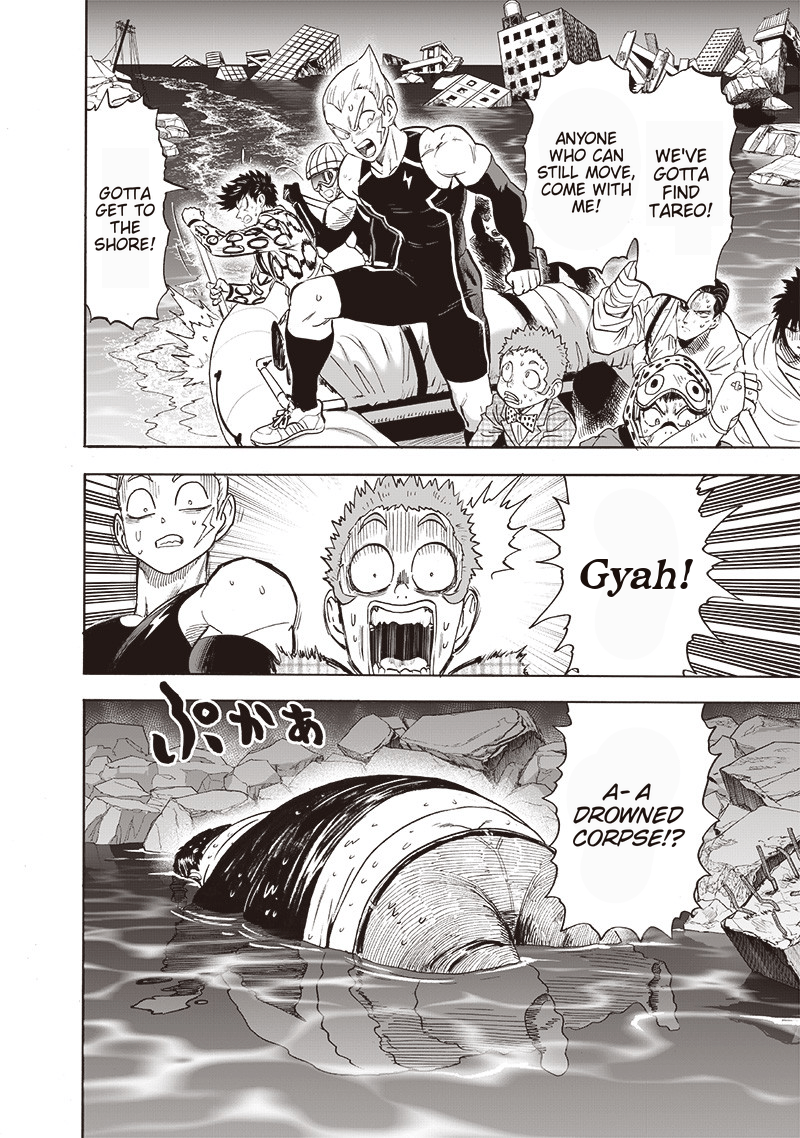 WE'VE
GOTTA
FIND
TAREO!
ANYONE
WHO CAN
STILL MOVE,
COME WITH
ME!
GOTTA
GET TO
THE
SHORE!
Gyah!
ぷかぁ
A- A
DROWNED
CORPSE!?